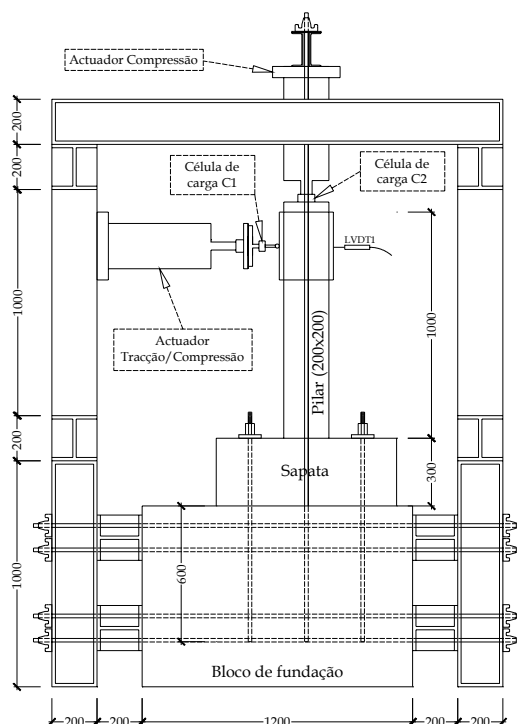 Actuador Compressão
200
200
Célula de
carga C1
Célula de
carga C2
LVDT1
1000
1000
Actuador
Tracção/Compressão
Pilar (200x200)
200
Sapata
300
1000
600
Bloco de fundação
200
200
1200
200
200